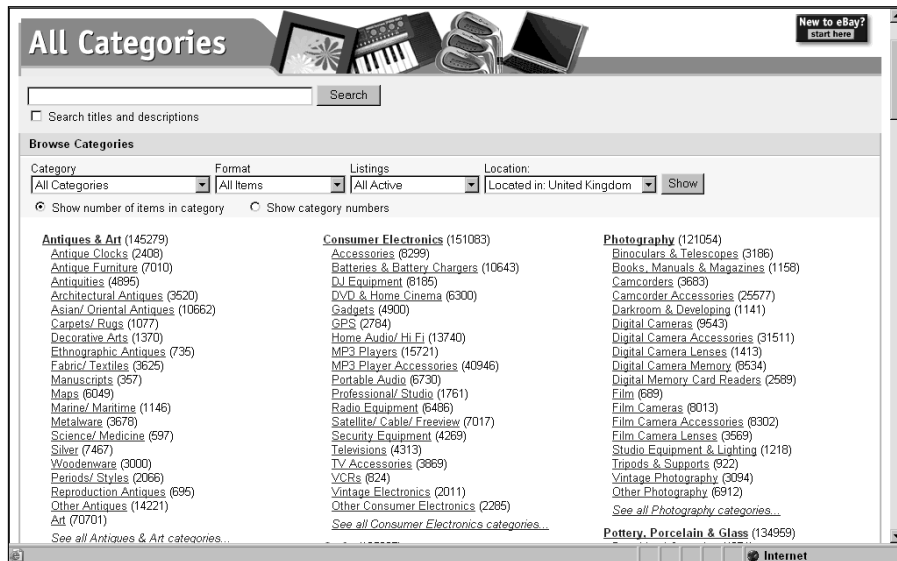 All Categories
New to eBay?
start here
Search
Search titles and descriptions
Browse Categories
Category Format Listings Location:
All Categories All Items All Active Located in: United Kingdom Show
Show number of items in category Show category numbers
Antiques & Art (145279)
Antique Clocks (2408)
Antique Furniture (7010)
Antiquities (4895)
Architectural Antiques (3520)
Asian/ Oriental Antiques (10662)
Carpets/ Rugs (1077)
Decorative Arts (1370)
Ethnographic Antiques (735)
Fabric/ Textiles (3625)
Manuscripts (357)
Maps (6049)
Marine/ Maritime (1146)
Metalware (3678)
Science/ Medicine (597)
Silver (7467)
Woodenware (3000)
Periods/ Styles (2066)
Reproduction Antiques (695)
Other Antiques (14221)
Art (70701)
See all Antiques & Art categories...
Consumer Electronics (151083)
Accessories (8299)
Batteries & Battery Chargers (10643)
DJ Equipment (8185)
DVD & Home Cinema (6300)
Gadgets (4900)
GPS (2784)
Home Audio/ Hi Fi (13740)
MP3 Players (15721)
MP3 Player Accessories (40946)
Portable Audio (6730)
Professional/ Studio (1761)
Radio Equipment (6486)
Satellite/ Cable/ Freeview (7017)
Security Equipment (4269)
Televisions (4313)
TV Accessories (3869)
VCRs (824)
Vintage Electronics (2011)
Other Consumer Electronics (2285)
See all Consumer Electronics categories...
Photography (121054)
Binoculars & Telescopes (3186)
Books, Manuals & Magazines (1158)
Camcorders (3683)
Camcorder Accessories (25577)
Darkroom & Developing (1141)
Digital Cameras (9543)
Digital Camera Accessories (31511)
Digital Camera Lenses (1413)
Digital Camera Memory (8534)
Digital Memory Card Readers (2589)
Film (689)
Film Cameras (8013)
Film Camera Accessories (8302)
Film Camera Lenses (3569)
Studio Equipment & Lighting (1218)
Tripods & Supports (922)
Vintage Photography (3094)
Other Photography (6912)
See all Photography categories...
Pottery, Porcelain & Glass (134959)
Internet